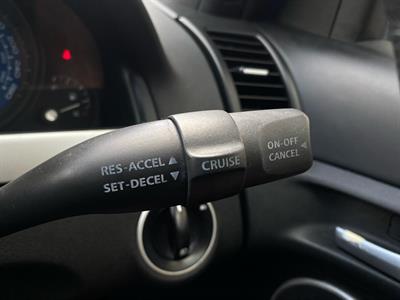 RES-ACCEL ▲
SET-DECEL ▼
CRUISE
ON-OFF
CANCEL ◀